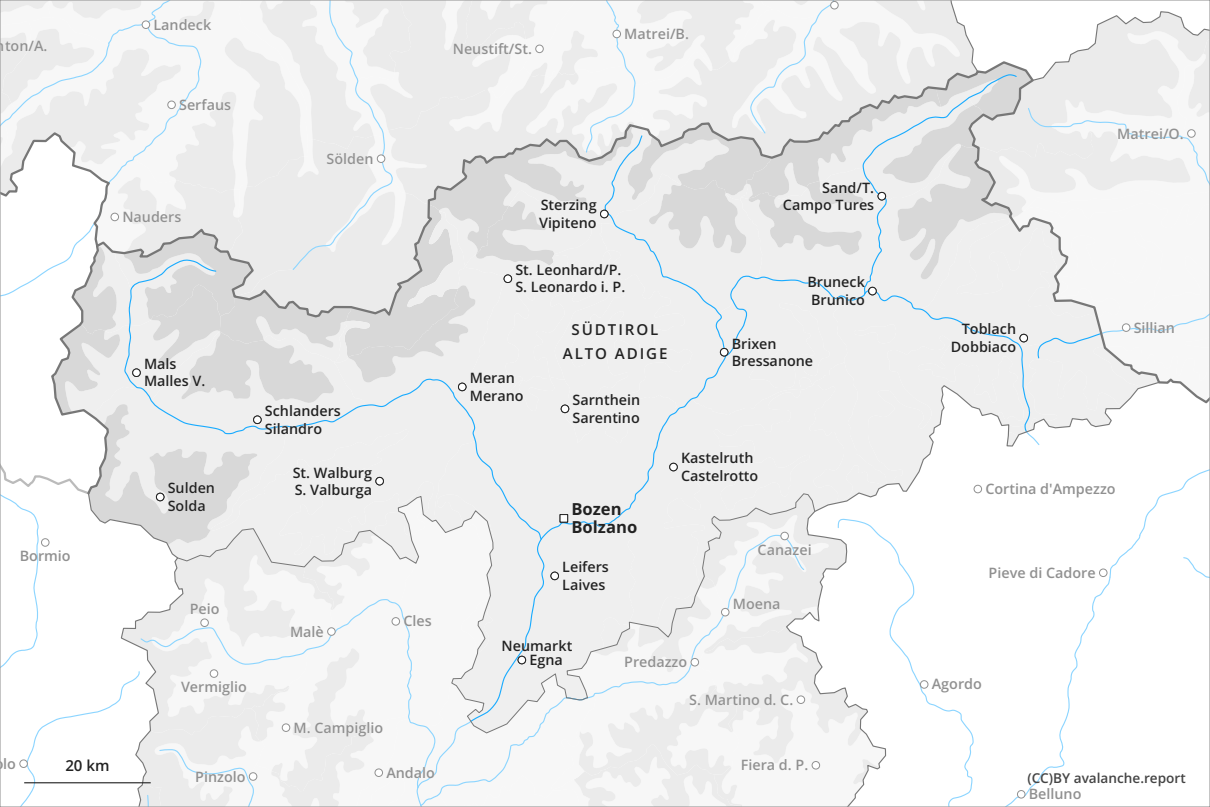 Landeck
Matrei/B.
nton/A.
Neustift/St.
Serfaus
Matrei/O.
Sölden
Sand/T.
Campo Tures
Nauders
Sterzing
Vipiteno
St. Leonhard/P.
S. Leonardo i. P.
Bruneck
Brunico
SÜDTIROL
ALTO ADIGE
Toblach
Dobbiaco
Sillian
Brixen
Bressanone
Mals
Malles V.
Meran
Merano
Schlanders
Silandro
Sarnthein
Sarentino
Kastelruth
Castelrotto
St. Walburg
S. Valburga
Sulden
Solda
Cortina d'Ampezzo
Bozen
Bolzano
Bormio
Canazei
Leifers
Laives
Pieve di Cadore
Peio
Moena
Malè
Cles
Neumarkt
Egna
Predazzo
Vermiglio
Agordo
S. Martino d. C.
M. Campiglio
20 km
olo
Pinzolo
Andalo
Fiera d. P.
(CC)BY avalanche.report
Belluno